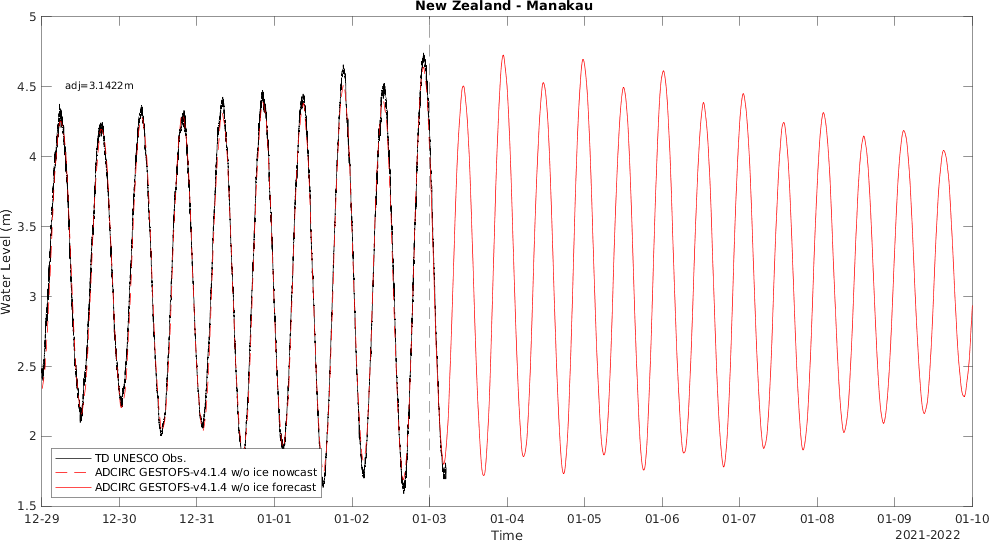 New Zealand - Manakau
5
4.5
4
3.5
3
2.5
2
1.5
Water Level (m)
adj=3.1422m
TD UNESCO Obs.
ADCIRC GESTOFS-v4.1.4 w/o ice nowcast
ADCIRC GESTOFS-v4.1.4 w/o ice forecast
12-29 12-30 12-31 01-01 01-02 01-03 01-04 01-05 01-06 01-07 01-08 01-09 01-10
Time
2021-2022